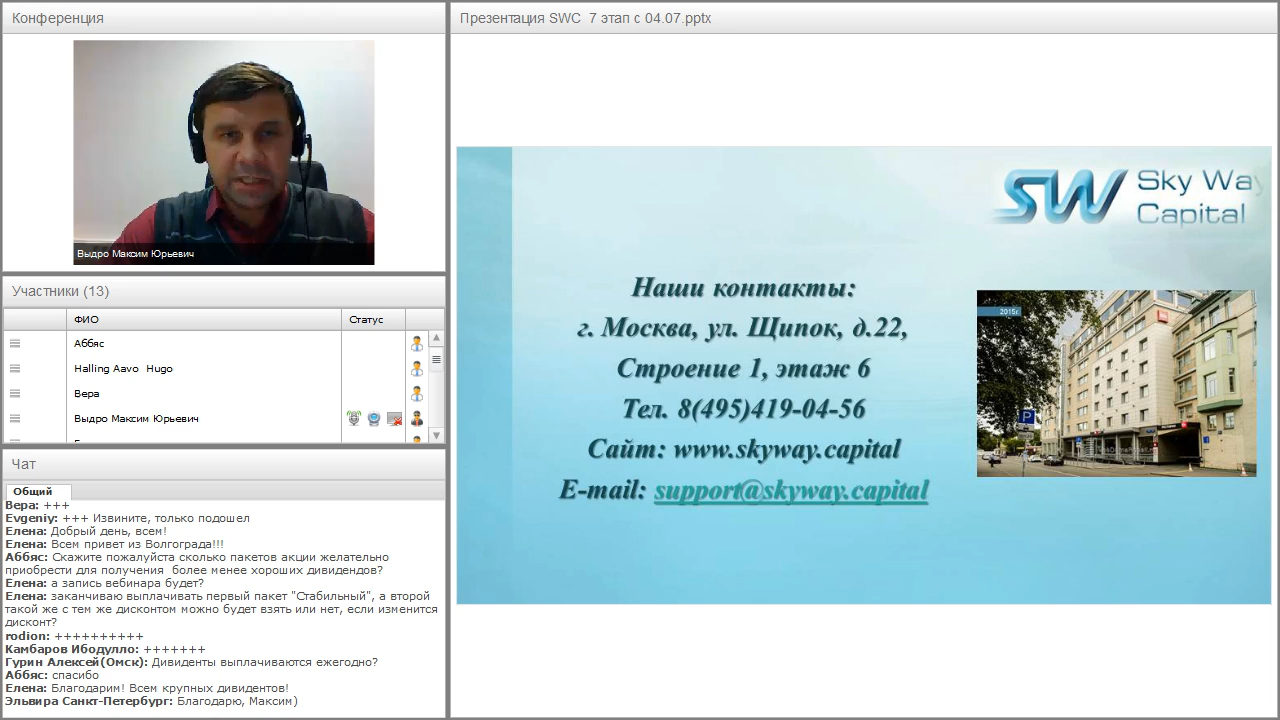 Конференция
Выдро Максим Юрьевич
Участники (13)
ФИО
Статус
Аббяс
Halling Aavo Hugo
Вера
Выдро Максим Юрьевич
Чат
Общий
Вера: +++
Evgeniy: +++ Извините, только подошел
Елена: Добрый день, всем!
Елена: Всем привет из Волгограда!!!
Аббяс: Скажите пожалуйста сколько пакетов акции желательно
приобрести для получения более менее хороших дивидендов?
Елена: а запись вебинара будет?
Елена: заканчиваю выплачивать первый пакет "Стабильный", а второй
такой же с тем же дисконтом можно будет взять или нет, если изменится
дисконт?
rodion: ++++++++++
Камбаров Ибодулло: +++++++
Гурин Алексей(Омск): Дивиденты выплачиваются ежегодно?
Аббяс: спасибо
Елена: Благодарим! Всем крупных дивидентов!
Эльвира Санкт-Петербург: Благодарю, Максим)
Презентация SWC 7 этап с 04.07.pptx
SW Sky Way
Capital
Наши контакты:
г. Москва, ул. Щипок, д.22,
Строение 1, этаж 6
Тел. 8(495)419-04-56
Сайт: www.skyway.capital
E-mail: support@skyway.capital
2015г
P